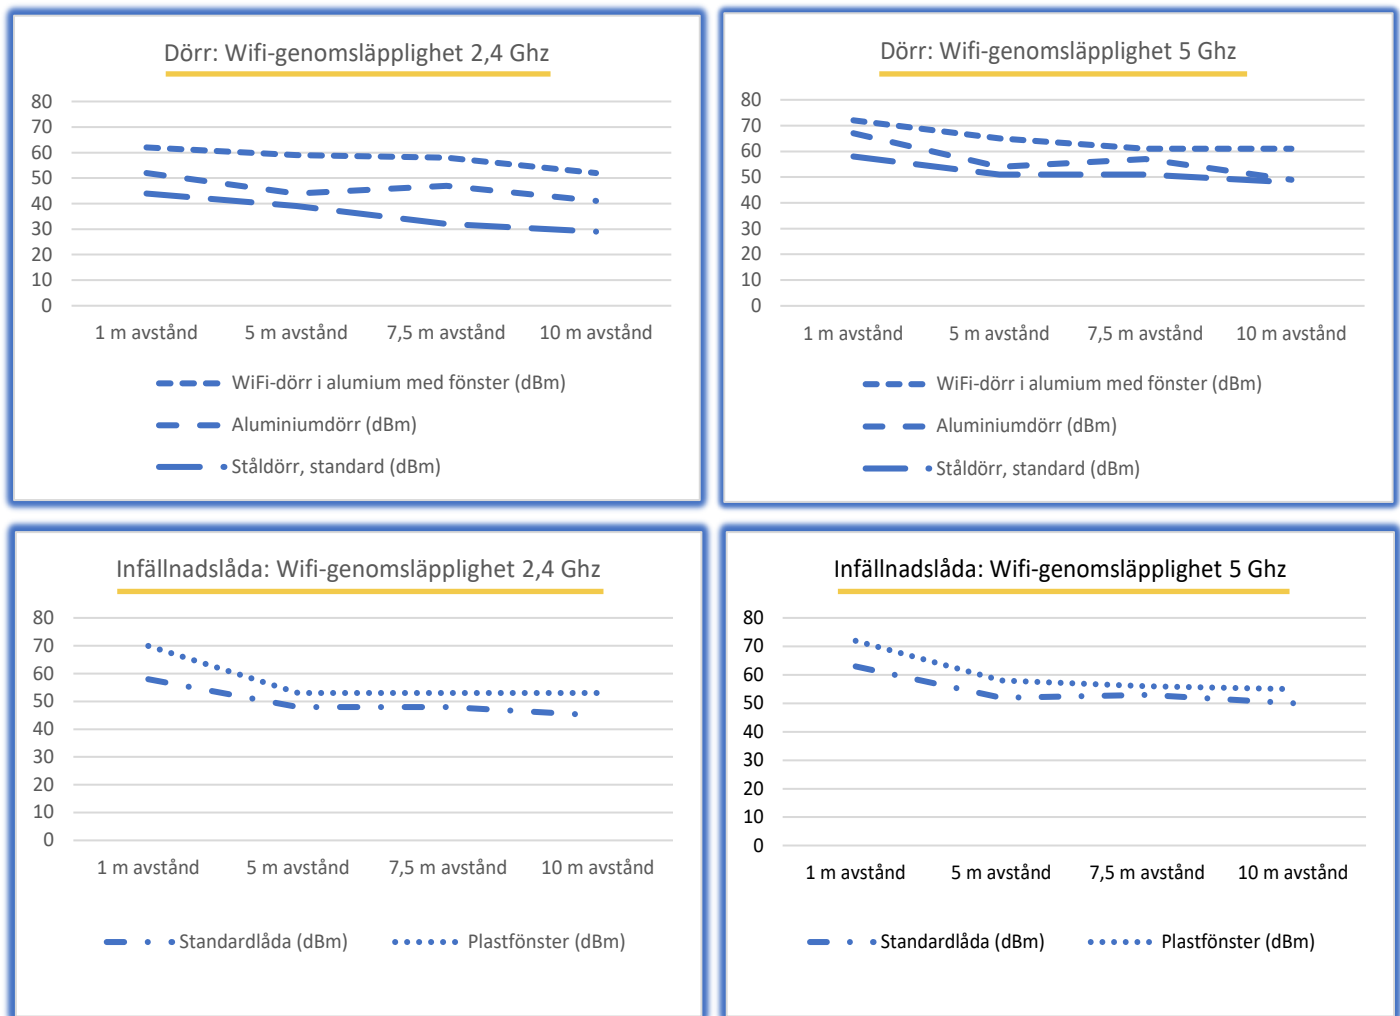 Dörr: Wifi-genomsläpplighet 2,4 Ghz
80
70
60
50
40
30
20
10
0
1 m avstånd 5 m avstånd 7,5 m avstånd 10 m avstånd
WiFi-dörr i alumium med fönster (dBm)
Aluminiumdörr (dBm)
Ståldörr, standard (dBm)
Dörr: Wifi-genomsläpplighet 5 Ghz
80
70
60
50
40
30
20
10
0
1 m avstånd 5 m avstånd 7,5 m avstånd 10 m avstånd
WiFi-dörr i alumium med fönster (dBm)
Aluminiumdörr (dBm)
Ståldörr, standard (dBm)
Infällnadslåda: Wifi-genomsläpplighet 2,4 Ghz
80
70
60
50
40
30
20
10
0
1 m avstånd 5 m avstånd 7,5 m avstånd 10 m avstånd
Standardlåda (dBm) Plastfönster (dBm)
Infällnadslåda: Wifi-genomsläpplighet 5 Ghz
80
70
60
50
40
30
20
10
0
1 m avstånd 5 m avstånd 7,5 m avstånd 10 m avstånd
Standardlåda (dBm) Plastfönster (dBm)